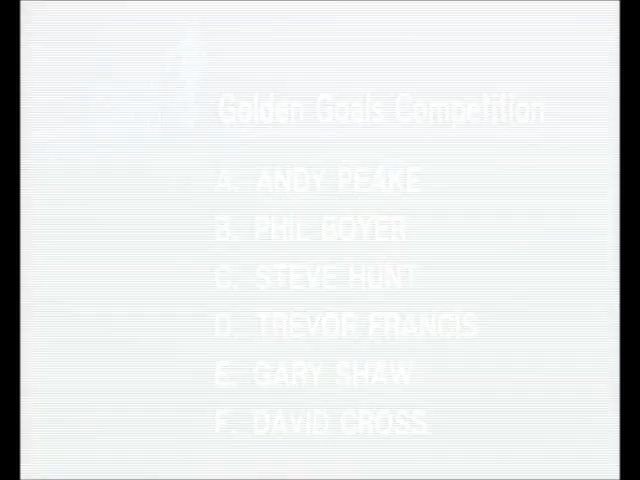 Golden Goals Competition
A. ANDY PEAKE
B. PHIL BOYER
C. STEVE HUNT
D. TREVOR FRANCIS
E. GARY SHAW
F. DAVID CROSS